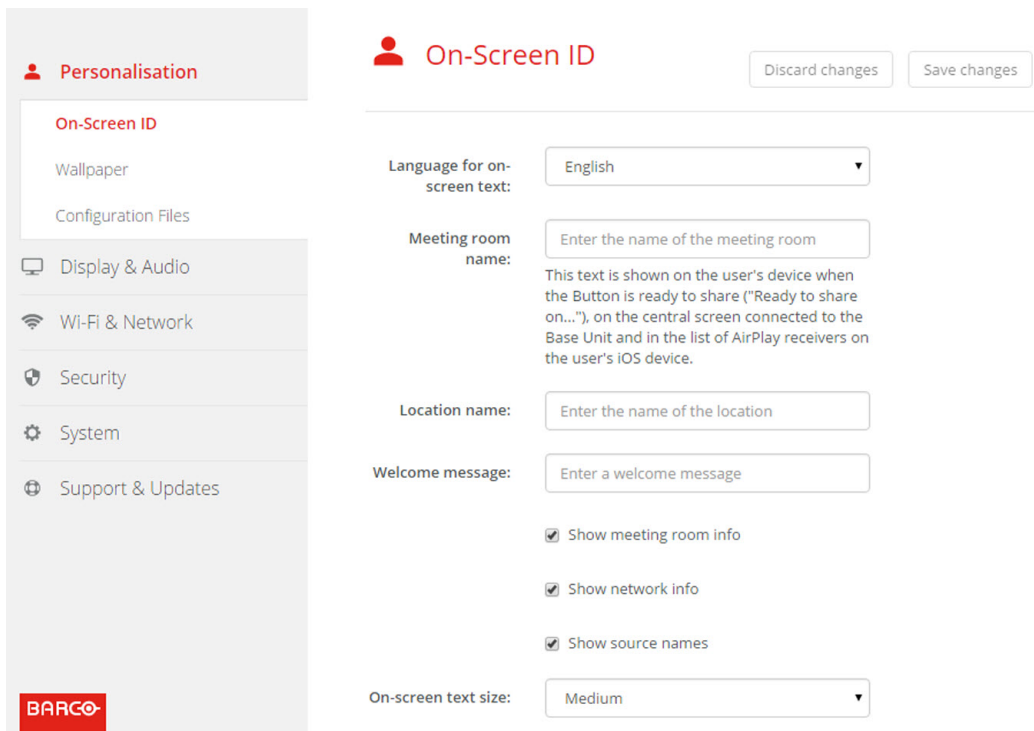 Personalisation
On-Screen ID
Wallpaper
Configuration Files
Display & Audio
Wi-Fi & Network
Security
System
Support & Updates
BARCO
On-Screen ID
Discard changes
Save changes
Language for on-
screen text:
English
Meeting room
name:
Enter the name of the meeting room
This text is shown on the user's device when
the Button is ready to share ("Ready to share
on..."), on the central screen connected to the
Base Unit and in the list of AirPlay receivers on
the user's iOS device.
Location name:
Enter the name of the location
Welcome message:
Enter a welcome message
Show meeting room info
Show network info
Show source names
On-screen text size:
Medium